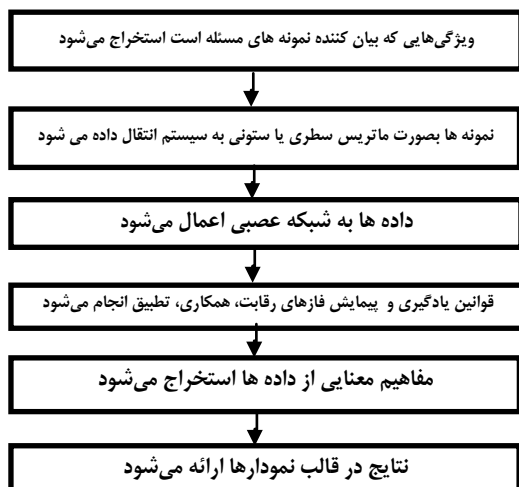 ویژگی‌هایی که بیان کننده نمونه های مسئله است استخراج می‌شود
نمونه ها بصورت ماتریس سطری یا ستونی به سیستم انتقال داده می شود
داده ها به شبکه عصبی اعمال می‌شود
قوانین یادگیری و پیمایش فازهای رقابت، همکاری، تطبیق انجام می‌شود
مفاهیم معنایی از داده ها استخراج می‌شود
نتایج در قالب نمودارها ارائه می‌شود